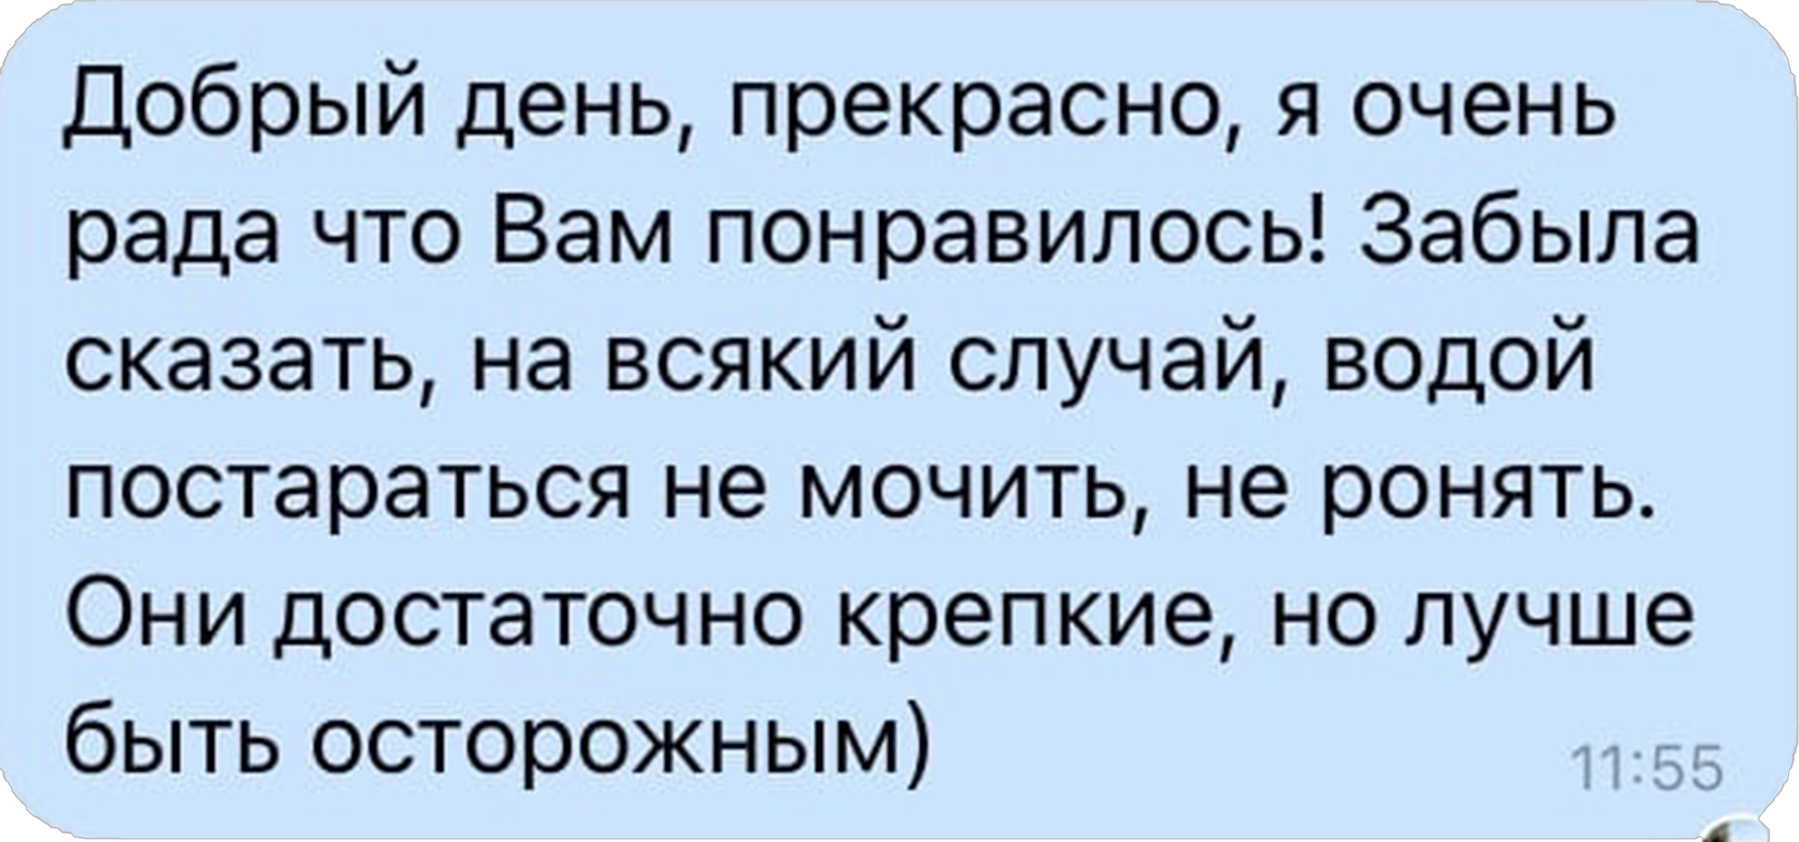 Добрый день, прекрасно, я очень
рада что Вам понравилось! Забыла
сказать, на всякий случай, водой
постараться не мочить, не ронять.
Они достаточно крепкие, но лучше
быть осторожным)
11:55